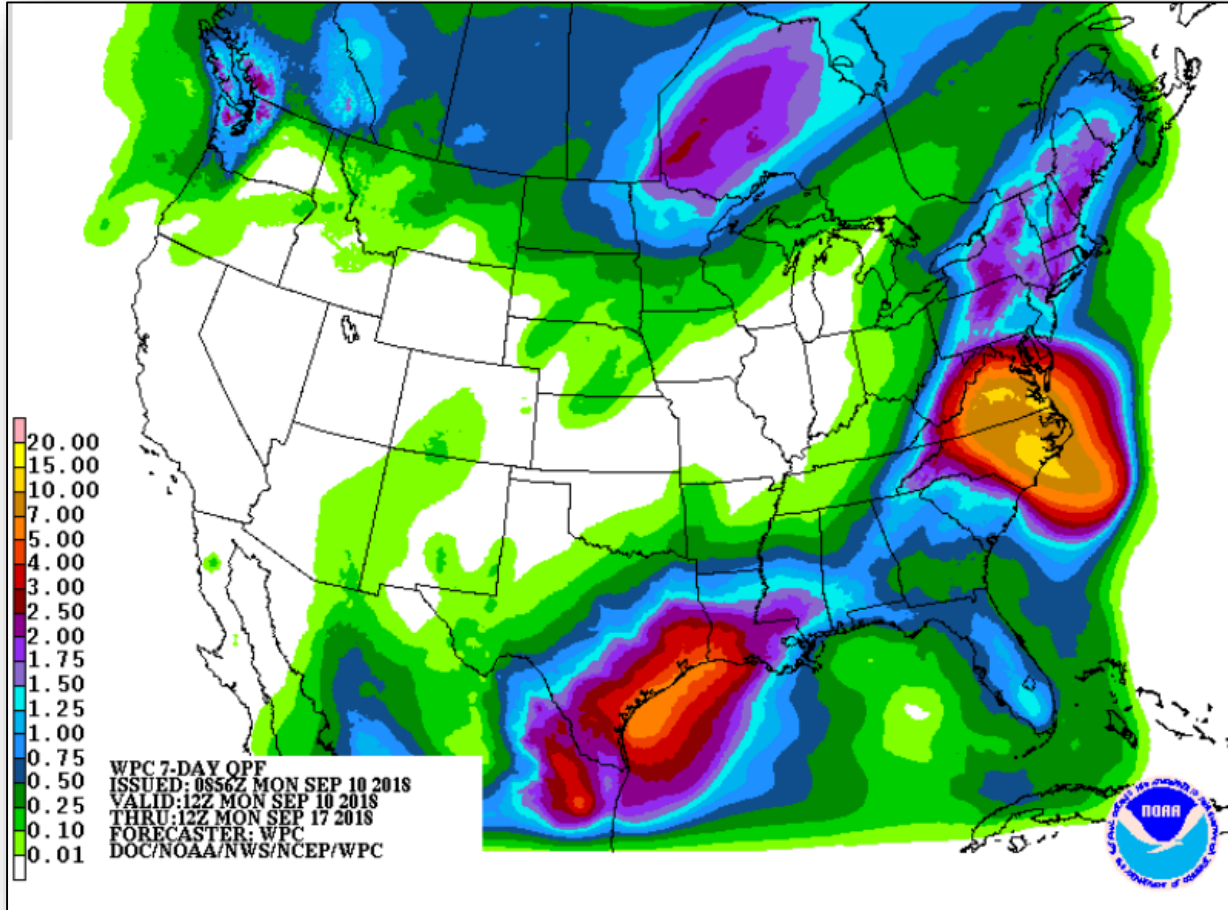 20.00
15.00
10.00
7.00
5.00
4.00
3.00
2.50
2.00
1.75
1.50
1.25
1.00
0.75
0.50
0.25
0.10
0.01
WPC 7-DAY QPF
ISSUED: 0856Z MON SEP 10 2018
VALID:12Z MON SEP 10 2018
THRU:12Z MON SEP 17 2018
FORECASTER: WPC
DOC/NOAA/NWS/NCEP/WPC
NOAA